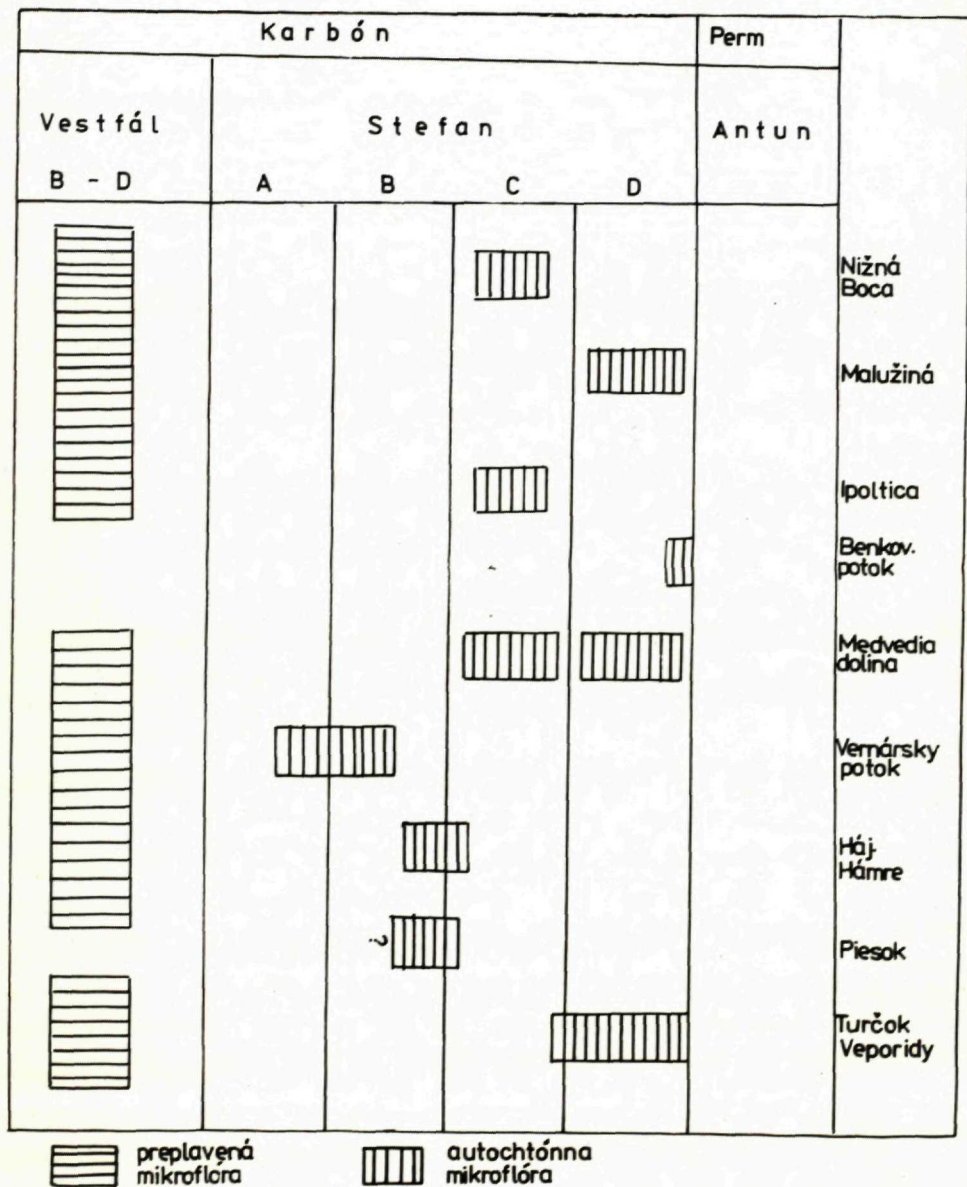 Karbón
Perm
Vestfál
Stefan
Antun
B - D
A
B
C
D
Nižná
Boca
Malužiná
Ipoltica
Benkov.
potok
Medvedia
dolina
Vernársky
potok
Háj.
Hámre
?
Piesok
Turčok
Veporidy
preplavená
mikroflóra
autochtónna
mikroflóra